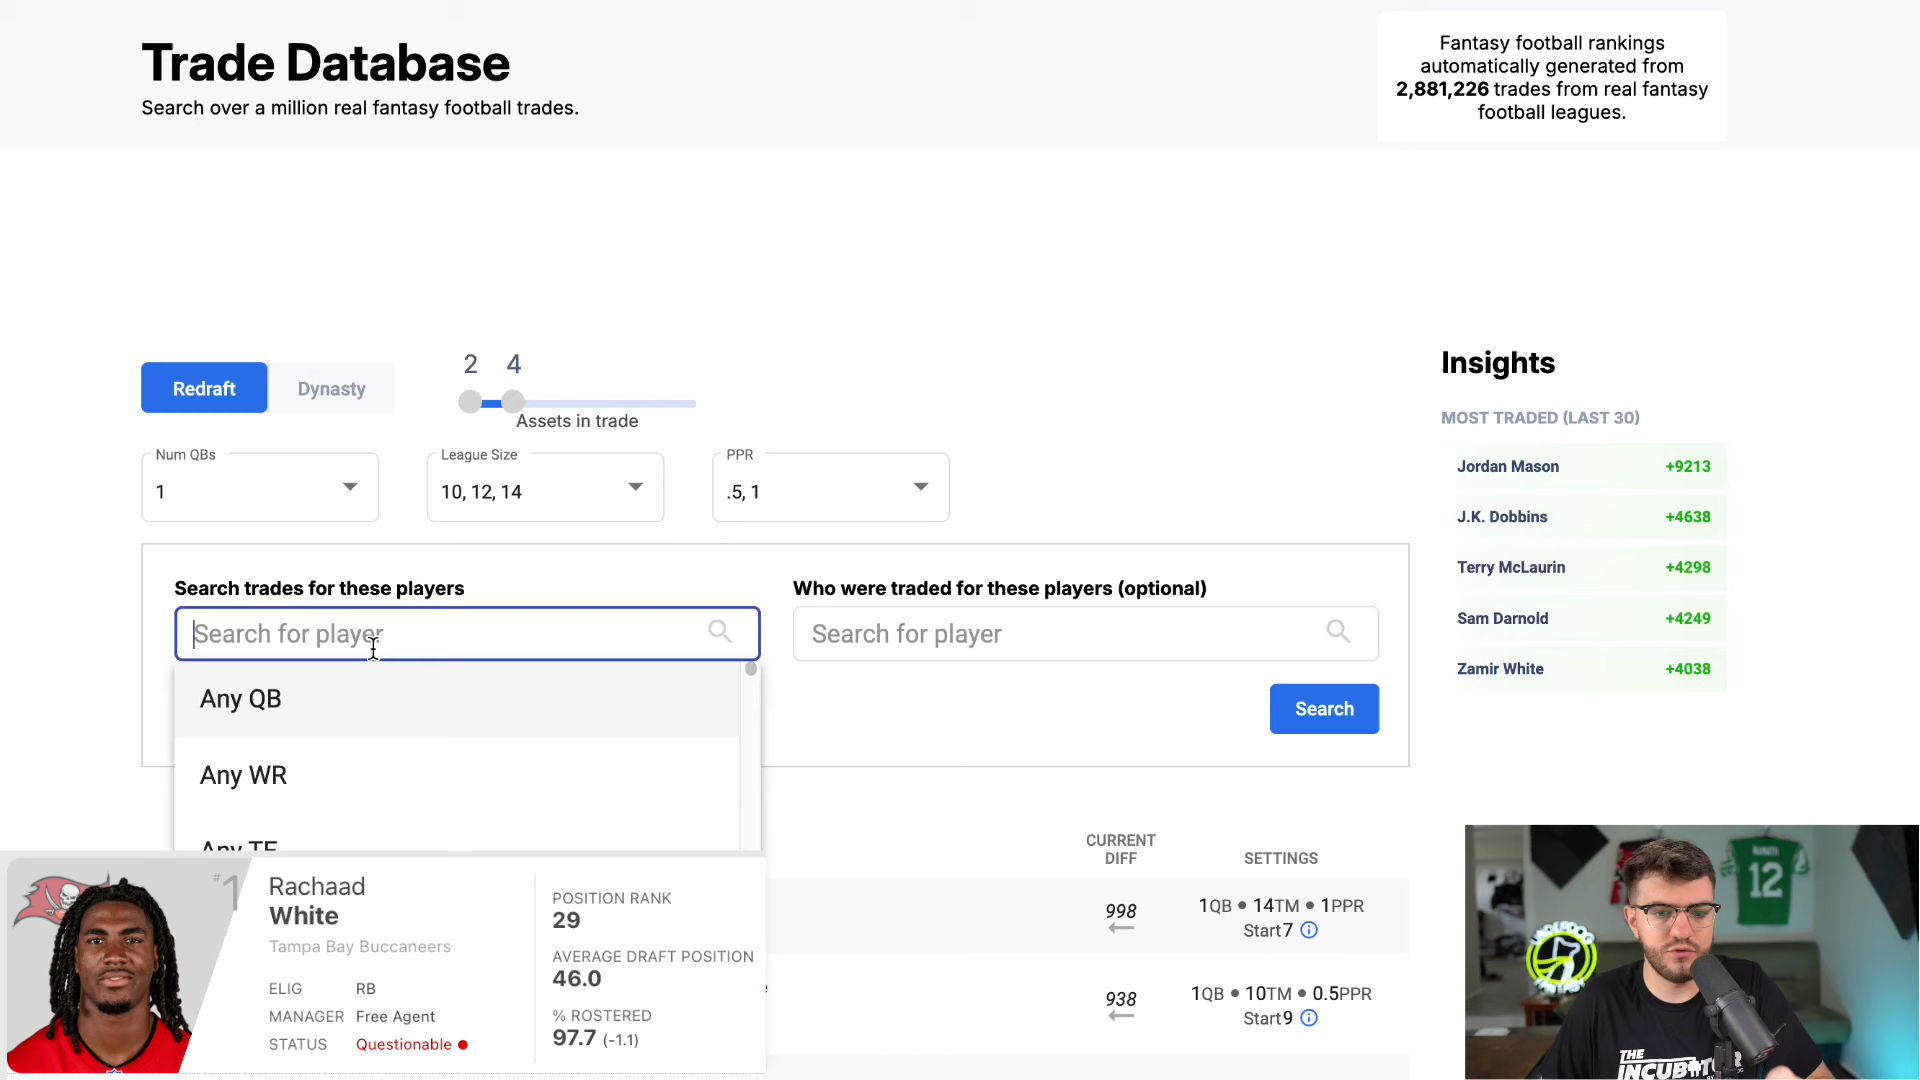 Trade Database
Search over a million real fantasy football trades.
Fantasy football rankings
automatically generated from
2,881,226 trades from real fantasy
football leagues.
Redraft
Dynasty
2 4
Assets in trade
Num QBs
1
League Size
10, 12, 14
PPR
.5, 1
Search trades for these players
Search for player
Who were traded for these players (optional)
Search for player
Any QB
Any WR
Any TE
Search
Insights
MOST TRADED (LAST 30)
Jordan Mason +9213
J.K. Dobbins +4638
Terry McLaurin +4298
Sam Darnold +4249
Zamir White +4038
CURRENT
DIFF
SETTINGS
998
1QB • 14TM • 1PPR
Start7
938
1QB • 10TM • 0.5PPR
Start9
#1
Rachaad
White
Tampa Bay Buccaneers
ELIG RB
MANAGER Free Agent
STATUS Questionable
POSITION RANK
29
AVERAGE DRAFT POSITION
46.0
% ROSTERED
97.7 (-1.1)
UNDERDOG
FANTASY
12
THE